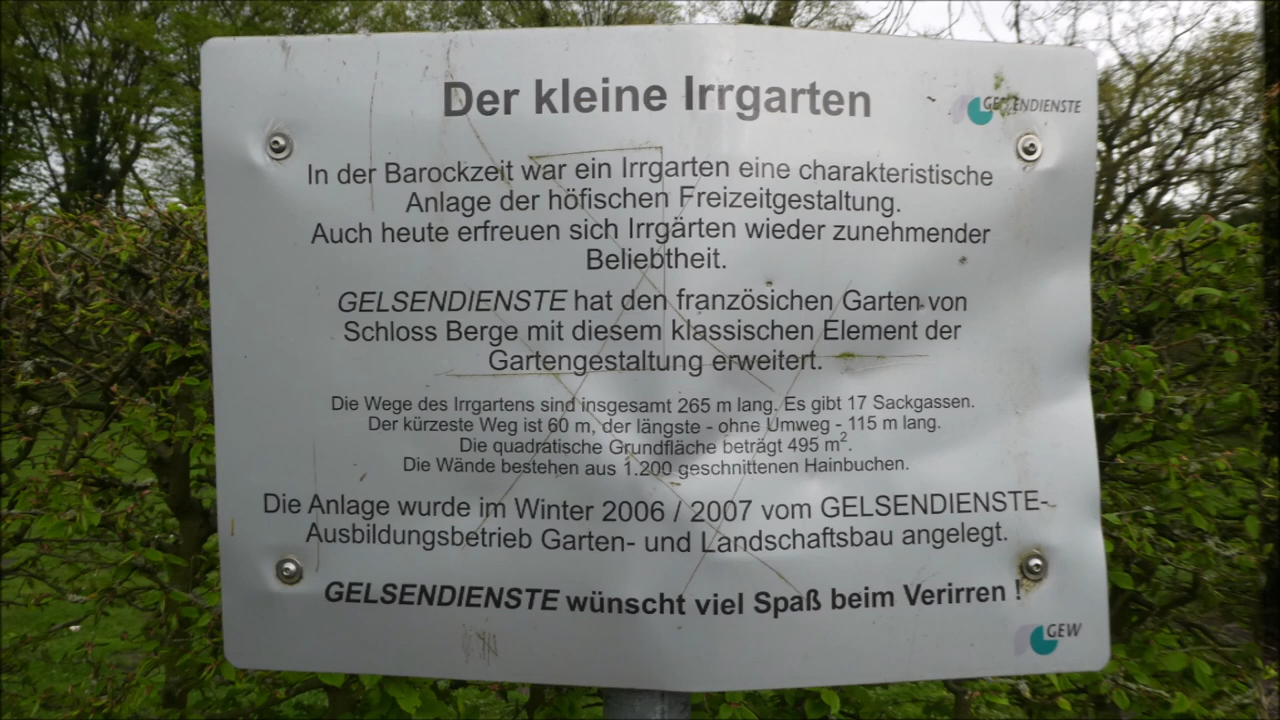 Der kleine Irrgarten
GELSENDIENSTE
In der Barockzeit war ein Irrgarten eine charakteristische
Anlage der höfischen Freizeitgestaltung.
Auch heute erfreuen sich Irrgärten wieder zunehmender
Beliebtheit.
GELSENDIENSTE hat den französichen Garten von
Schloss Berge mit diesem klassischen Element der
Gartengestaltung erweitert.
Die Wege des Irrgartens sind insgesamt 265 m lang. Es gibt 17 Sackgassen.
Der kürzeste Weg ist 60 m, der längste - ohne Umweg - 115 m lang.
Die quadratische Grundfläche beträgt 495 m².
Die Wände bestehen aus 1.200 geschnittenen Hainbuchen.
Die Anlage wurde im Winter 2006 / 2007 vom GELSENDIENSTE-
Ausbildungsbetrieb Garten- und Landschaftsbau angelegt.
GELSENDIENSTE wünscht viel Spaß beim Verirren !
GEW